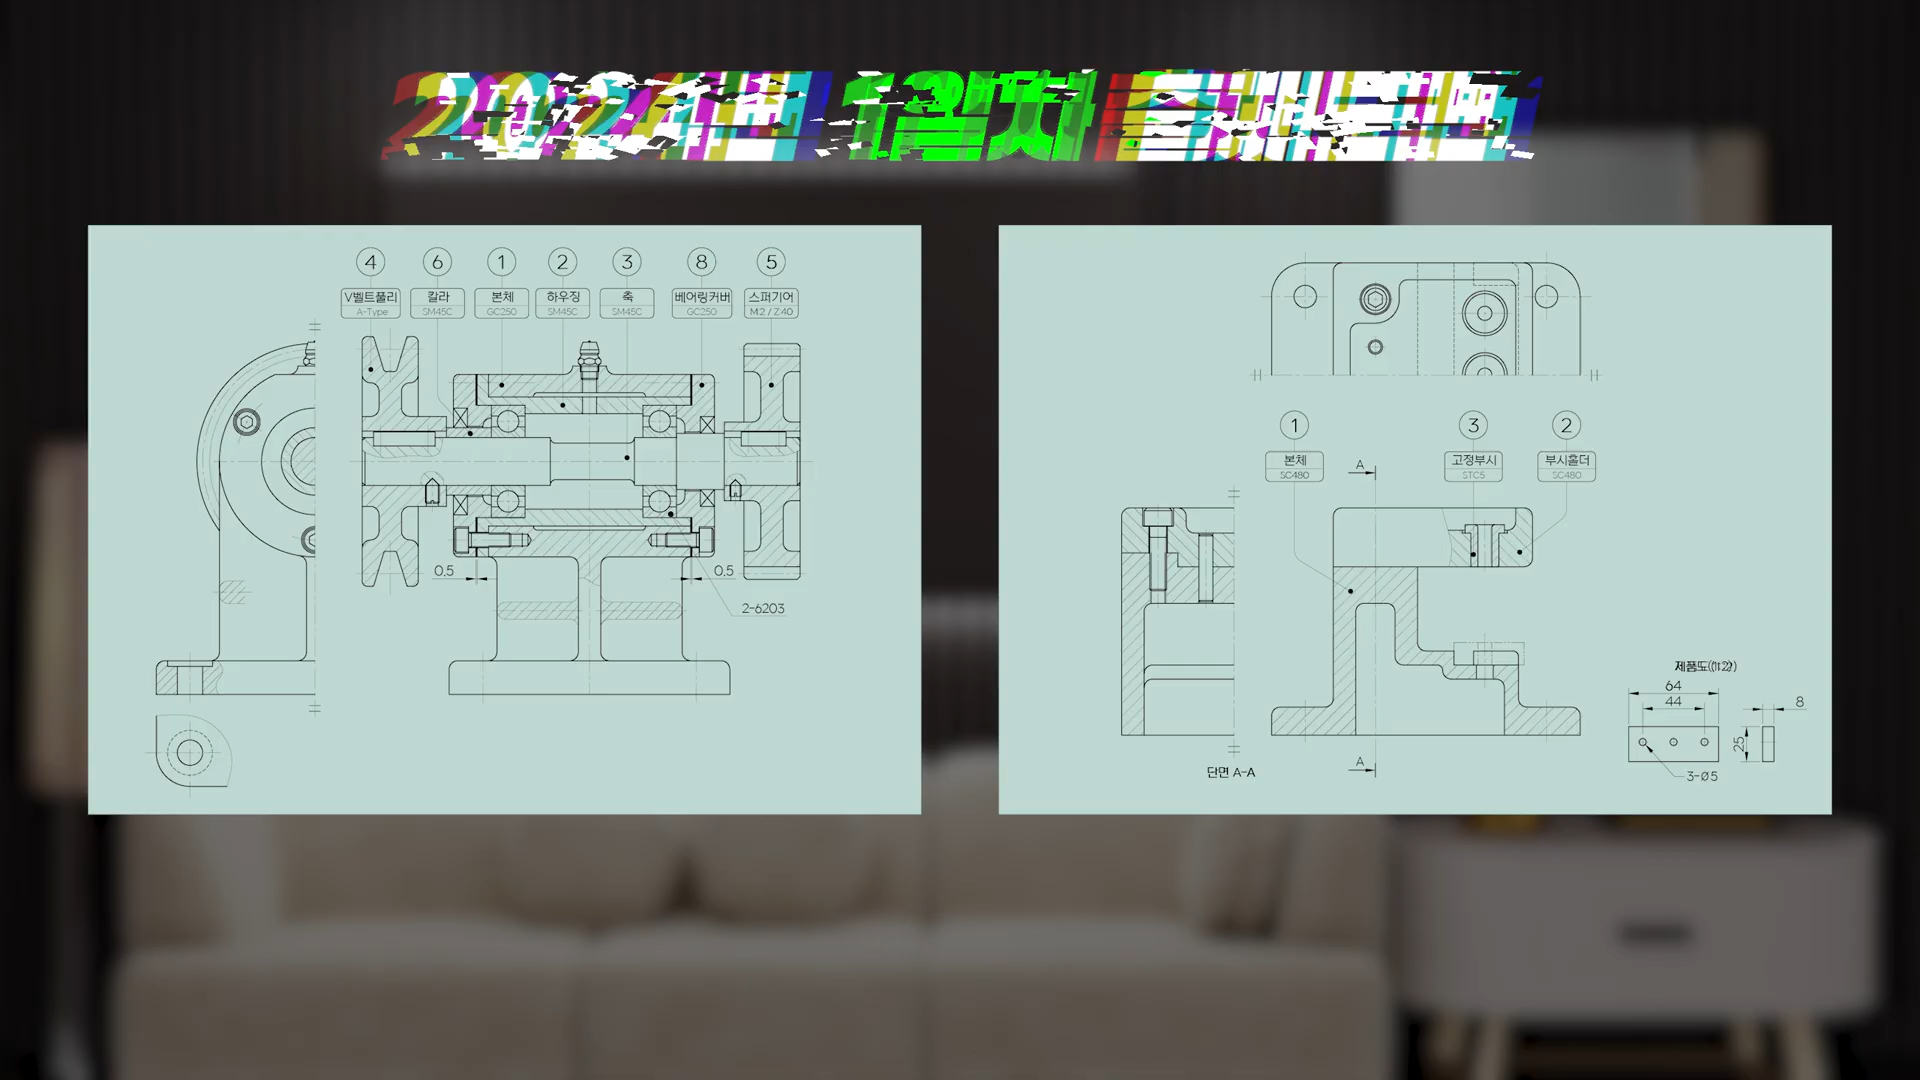 ④ ⑥ ① ② ③ ⑧ ⑤
V벨트풀리 칼라 본체 하우징 축 베어링커버 스퍼기어
A-Type SM45C GC250 SM45C SM45C GC250 M:2 / Z:40
0.5
0.5
2-6203
① ③ ②
본체 고정부시 부시홀더
SC480 STC5 SC480
A
A
단면 A-A
64
44
8
25
3-Ø5